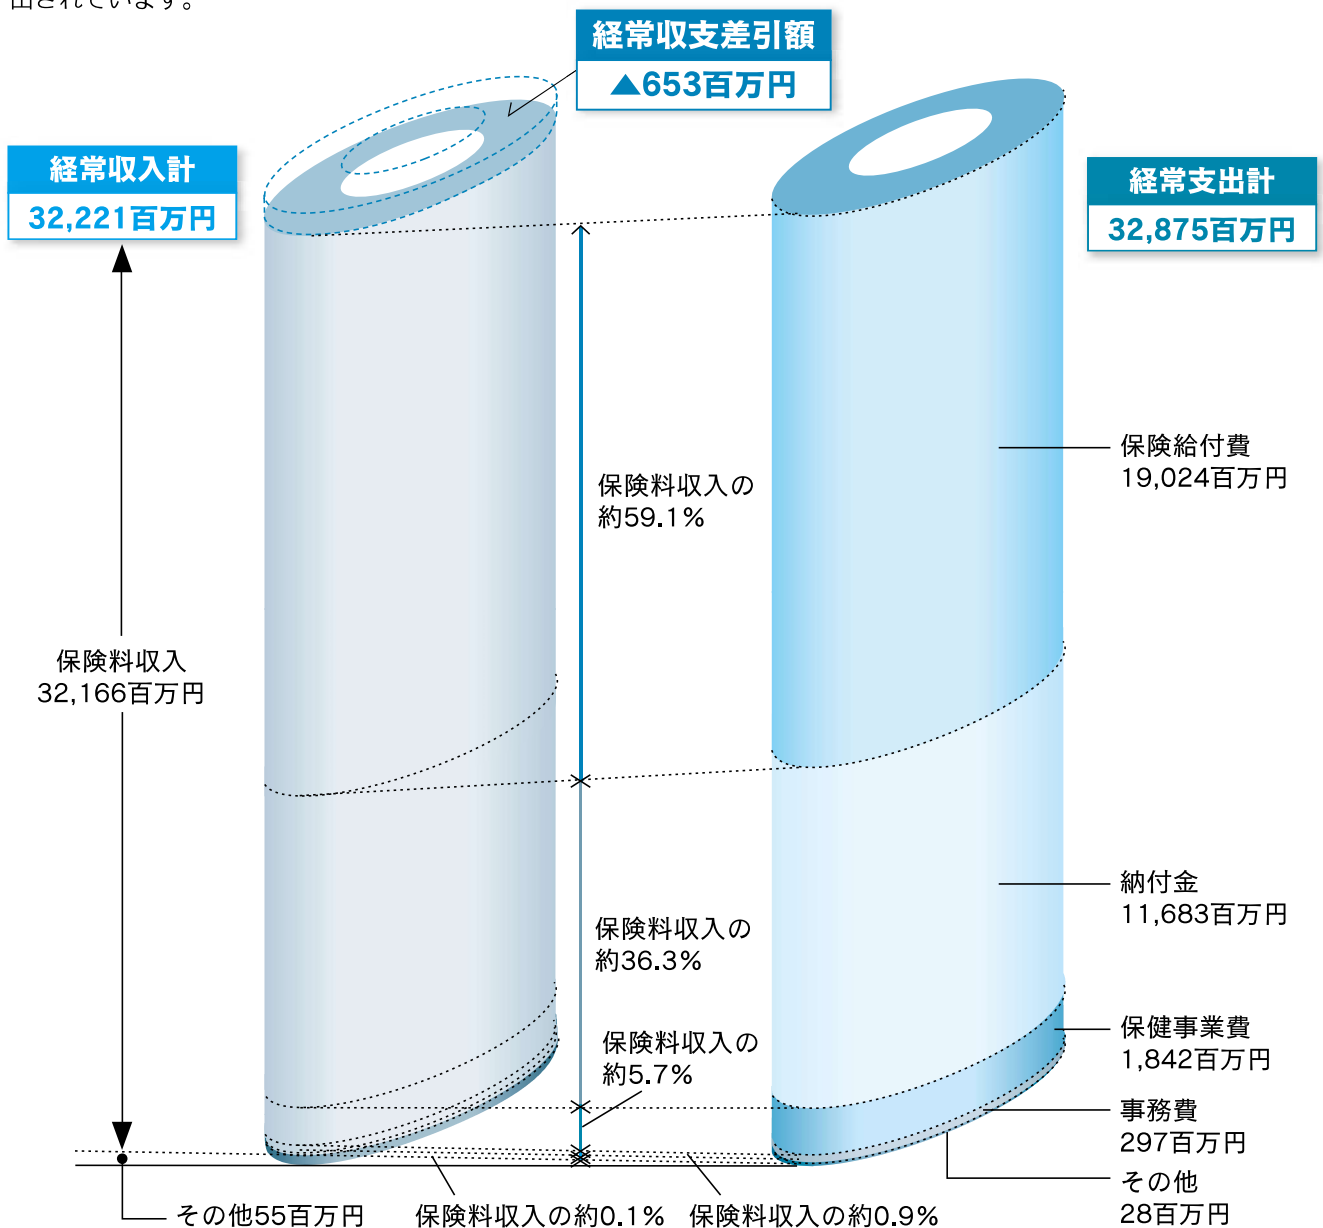 出されています。
経常収支差引額
▲653百万円
経常収入計
32,221百万円
経常支出計
32,875百万円
保険給付費
19,024百万円
保険料収入の
約59.1%
保険料収入
32,166百万円
納付金
11,683百万円
保険料収入の
約36.3%
保健事業費
1,842百万円
保険料収入の
約5.7%
事務費
297百万円
その他
28百万円
その他55百万円
保険料収入の約0.1%
保険料収入の約0.9%